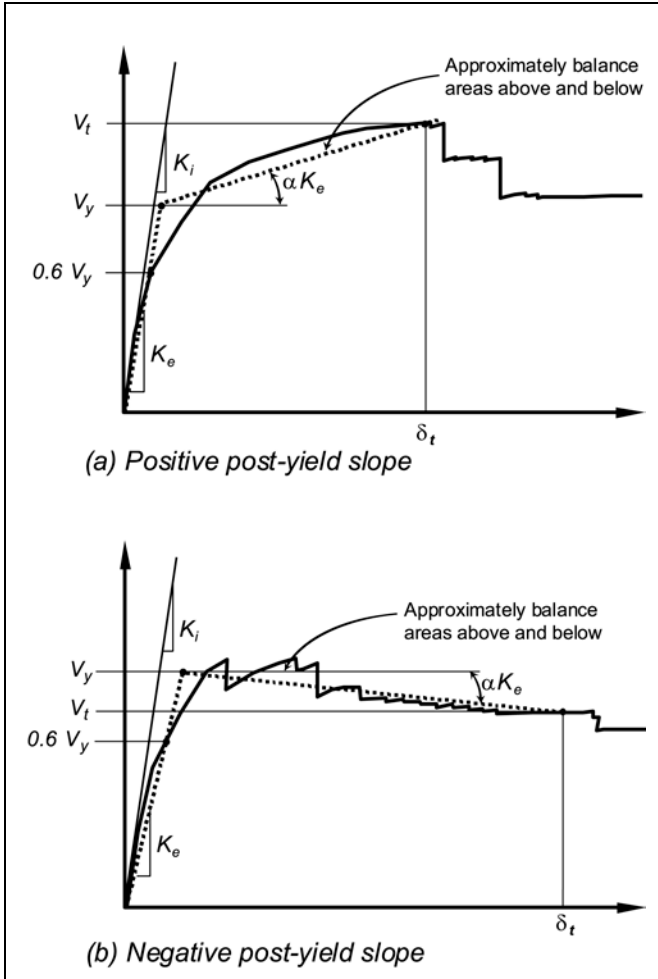 Approximately balance
areas above and below
V_t
K_i
αK_e
V_y
0.6 V_y
K_e
δ_t
(a) Positive post-yield slope
Approximately balance
areas above and below
K_i
V_y
αK_e
V_t
0.6 V_y
K_e
δ_t
(b) Negative post-yield slope